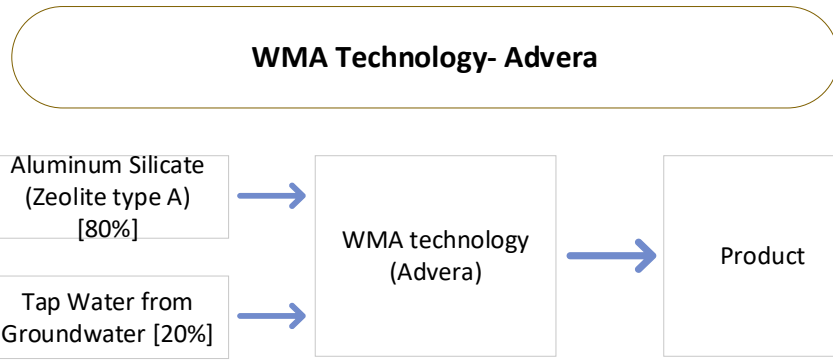 WMA Technology- Advera
Aluminum Silicate
(Zeolite type A)
[80%]
WMA technology
(Advera)
Product
Tap Water from
Groundwater [20%]